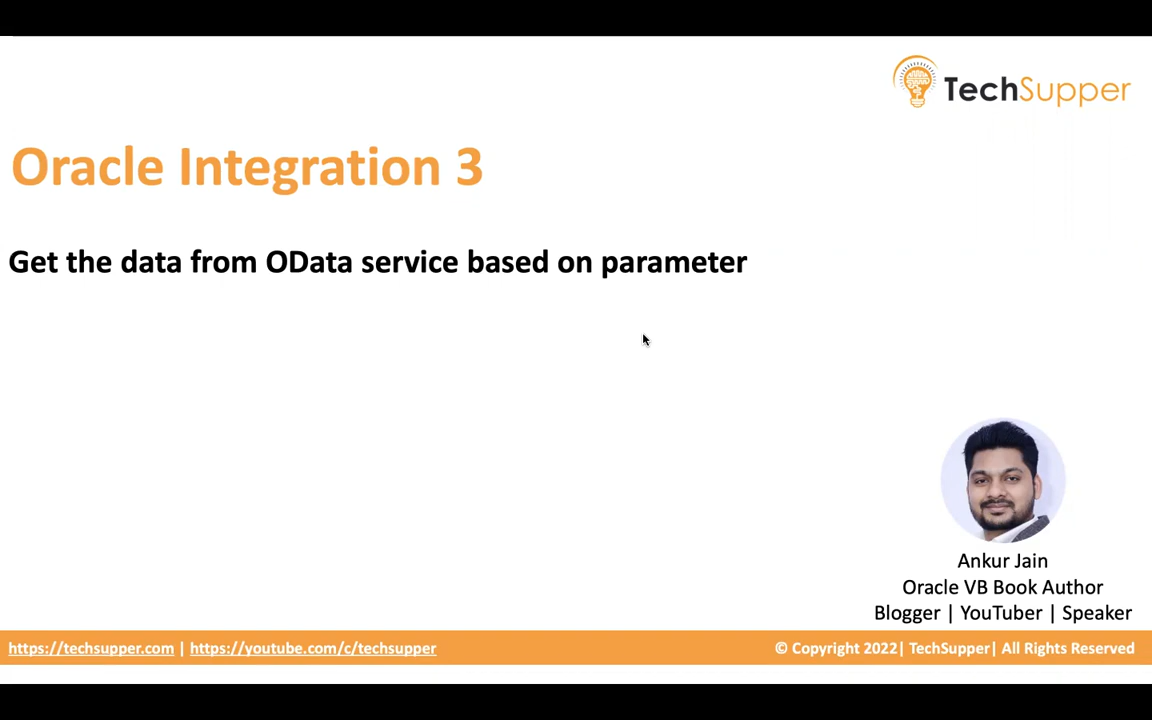 TechSupper
Oracle Integration 3
Get the data from OData service based on parameter
Ankur Jain
Oracle VB Book Author
Blogger | YouTuber | Speaker
https://techsupper.com | https://youtube.com/c/techsupper
© Copyright 2022| TechSupper| All Rights Reserved